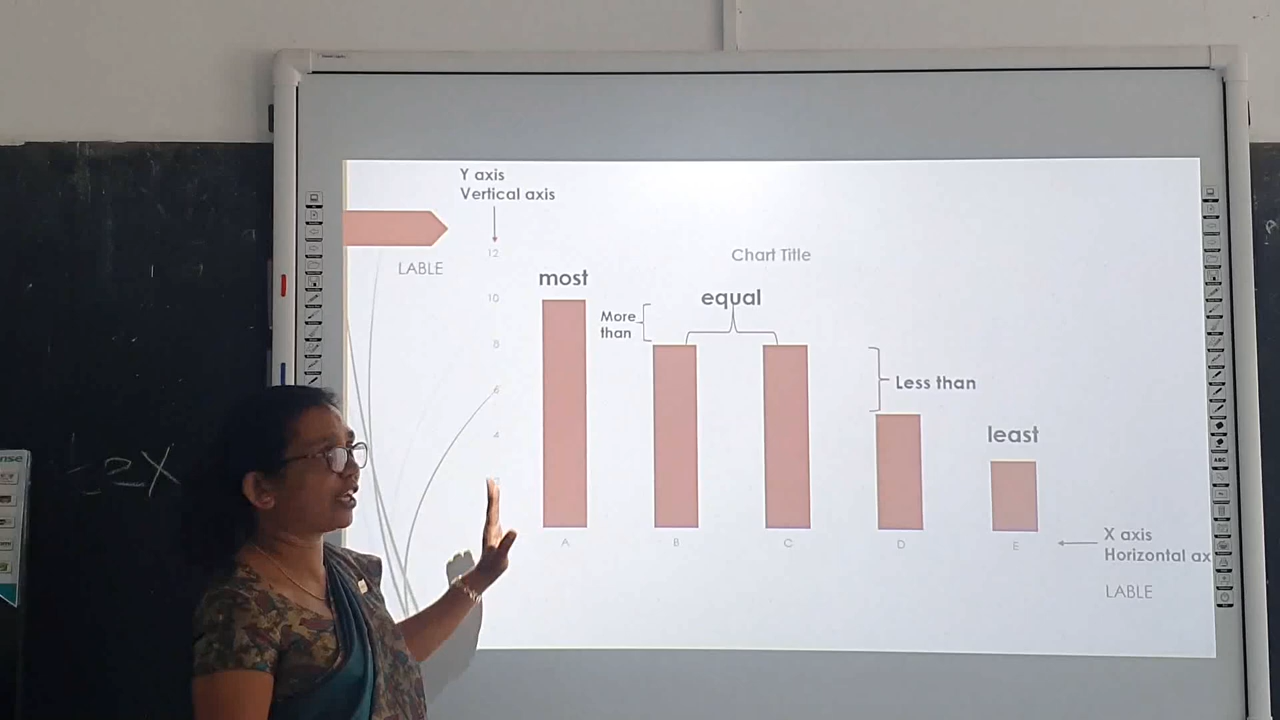 Y axis
Vertical axis
LABLE
12
Chart Title
most
10
equal
More
than
8
Less than
6
4
least
A
B
C
D
E
X axis
Horizontal ax
LABLE
ABC